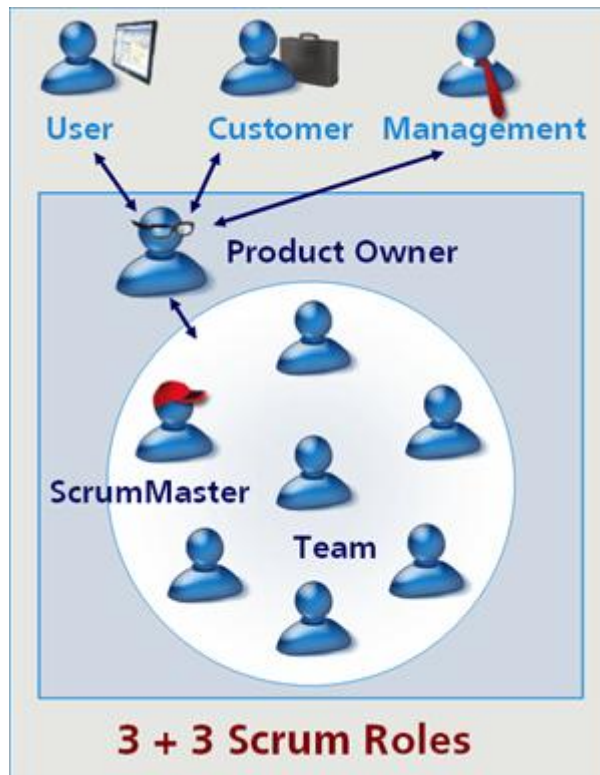 User
Customer
Management
Product Owner
ScrumMaster
Team
3 + 3 Scrum Roles